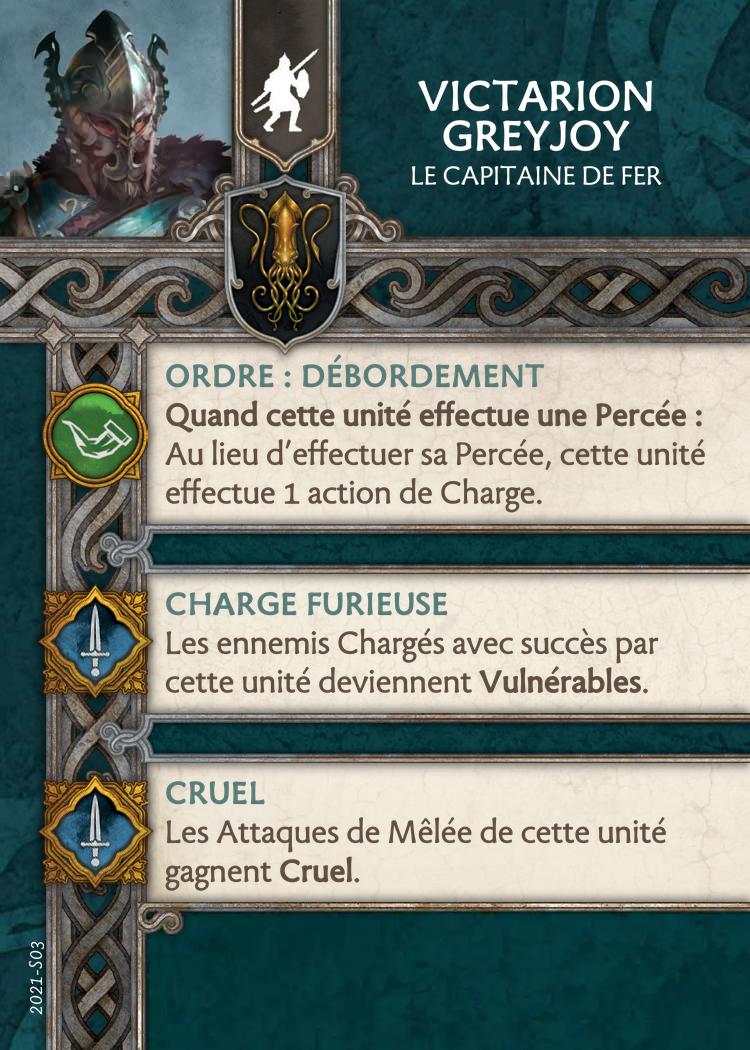 VICTARION
GREYJOY
LE CAPITAINE DE FER
ORDRE : DÉBORDEMENT
Quand cette unité effectue une Percée :
Au lieu d'effectuer sa Percée, cette unité
effectue 1 action de Charge.
CHARGE FURIEUSE
Les ennemis Chargés avec succès par
cette unité deviennent Vulnérables.
CRUEL
Les Attaques de Mêlée de cette unité
gagnent Cruel.
2021-S03